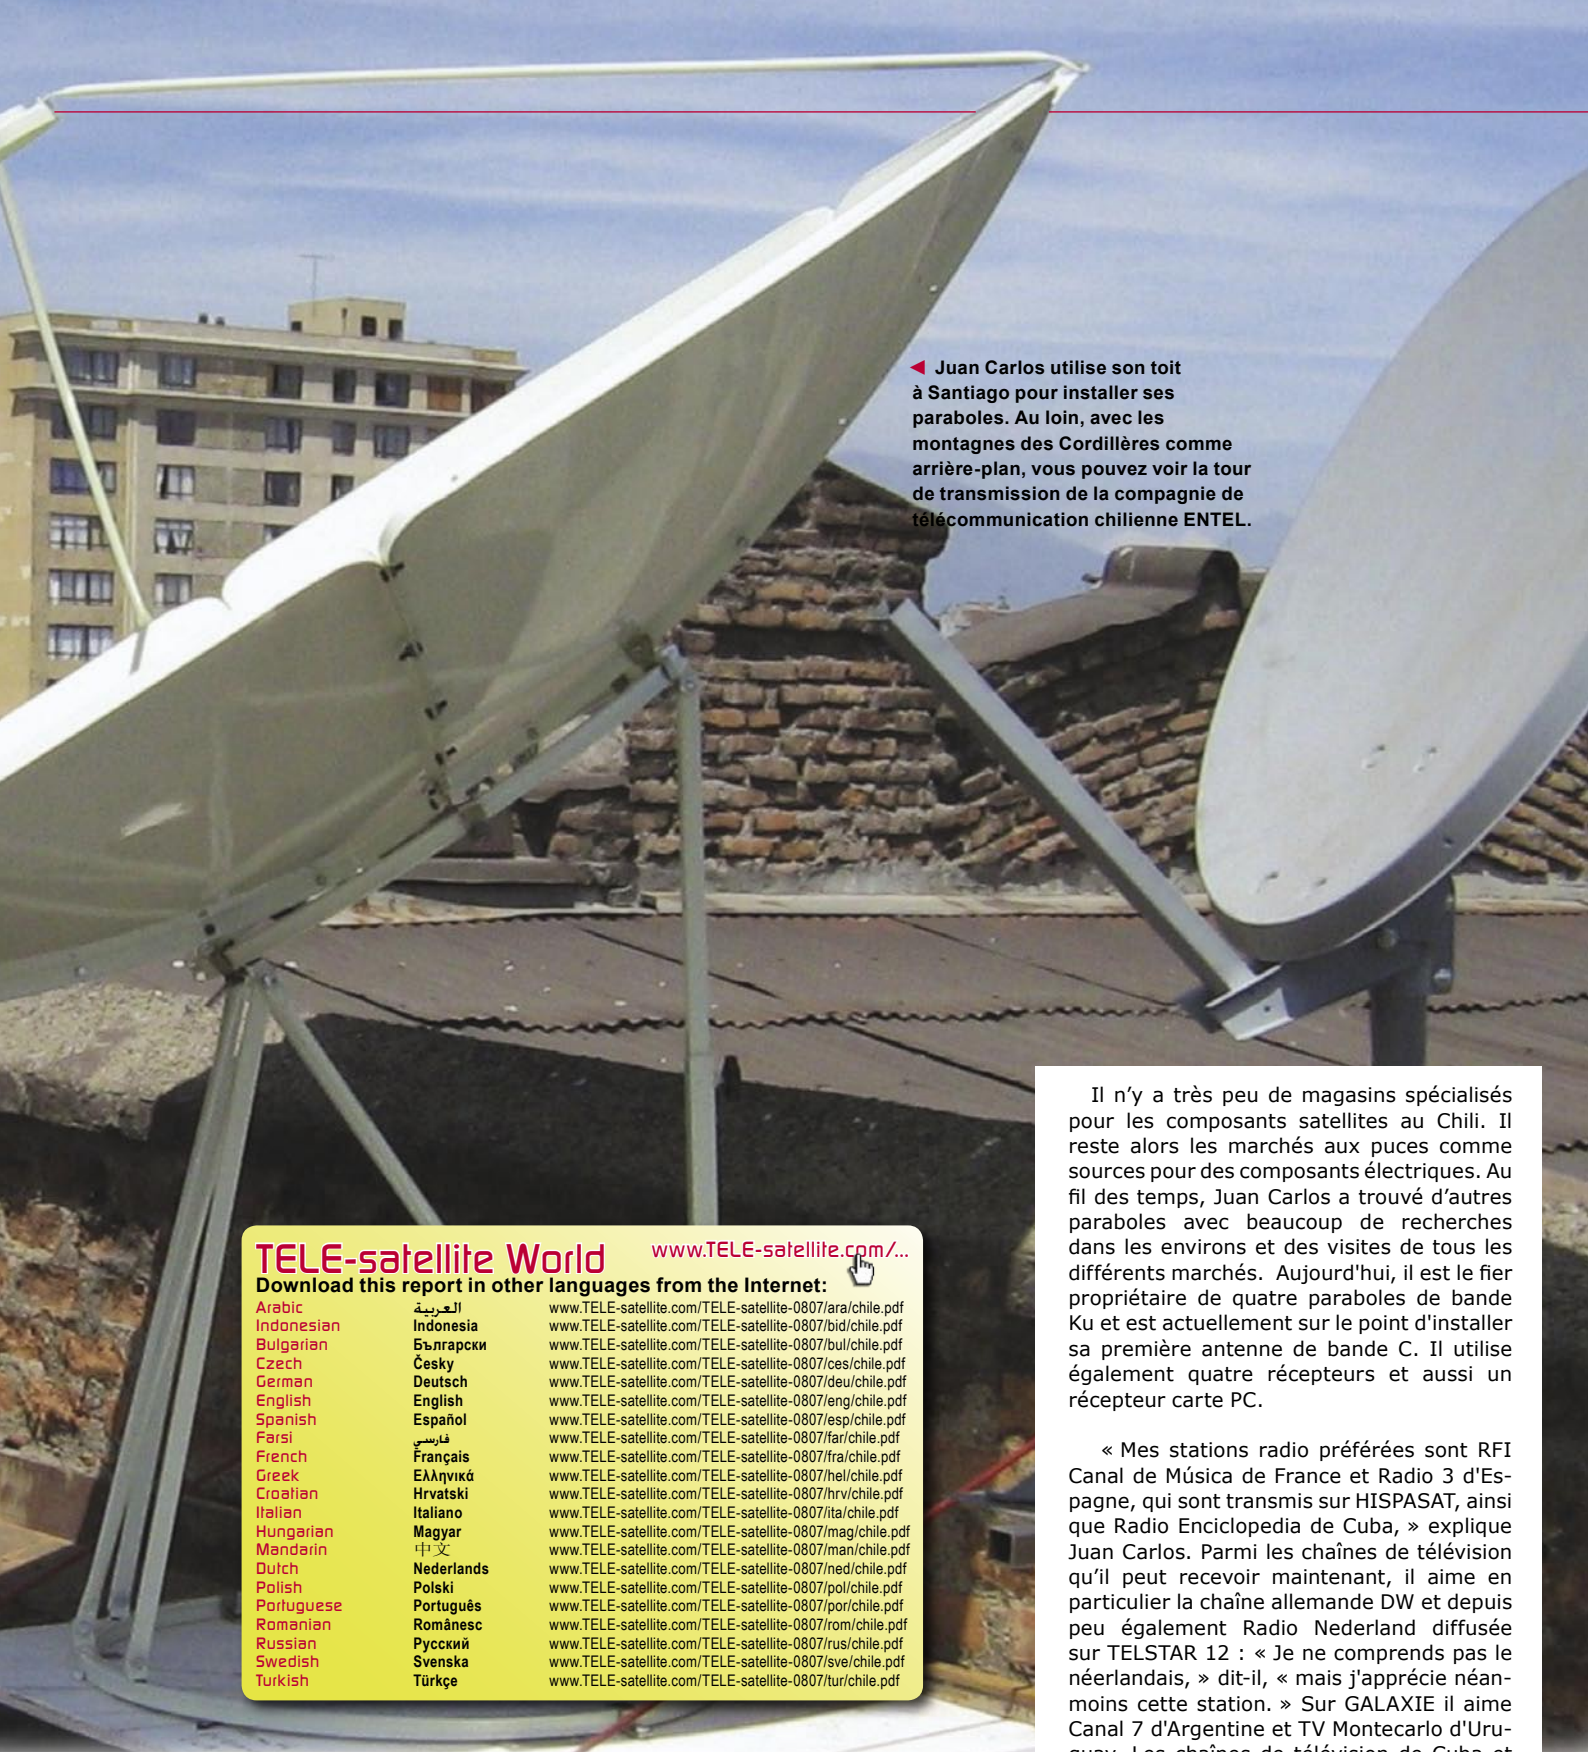 ◄ Juan Carlos utilise son toit
à Santiago pour installer ses
paraboles. Au loin, avec les
montagnes des Cordillères comme
arrière-plan, vous pouvez voir la tour
de transmission de la compagnie de
télécommunication chilienne ENTEL.
TELE-satellite World www.TELE-satellite.com/...
Download this report in other languages from the Internet:
Arabic العربية www.TELE-satellite.com/TELE-satellite-0807/ara/chile.pdf
Indonesian Indonesia www.TELE-satellite.com/TELE-satellite-0807/bid/chile.pdf
Bulgarian Български www.TELE-satellite.com/TELE-satellite-0807/bul/chile.pdf
Czech Česky www.TELE-satellite.com/TELE-satellite-0807/ces/chile.pdf
German Deutsch www.TELE-satellite.com/TELE-satellite-0807/deu/chile.pdf
English English www.TELE-satellite.com/TELE-satellite-0807/eng/chile.pdf
Spanish Español www.TELE-satellite.com/TELE-satellite-0807/esp/chile.pdf
Farsi فارسي www.TELE-satellite.com/TELE-satellite-0807/far/chile.pdf
French Français www.TELE-satellite.com/TELE-satellite-0807/fra/chile.pdf
Greek Ελληνικά www.TELE-satellite.com/TELE-satellite-0807/hel/chile.pdf
Croatian Hrvatski www.TELE-satellite.com/TELE-satellite-0807/hrv/chile.pdf
Italian Italiano www.TELE-satellite.com/TELE-satellite-0807/ita/chile.pdf
Hungarian Magyar www.TELE-satellite.com/TELE-satellite-0807/mag/chile.pdf
Mandarin 中文 www.TELE-satellite.com/TELE-satellite-0807/man/chile.pdf
Dutch Nederlands www.TELE-satellite.com/TELE-satellite-0807/ned/chile.pdf
Polish Polski www.TELE-satellite.com/TELE-satellite-0807/pol/chile.pdf
Portuguese Português www.TELE-satellite.com/TELE-satellite-0807/por/chile.pdf
Romanian Românesc www.TELE-satellite.com/TELE-satellite-0807/rom/chile.pdf
Russian Русский www.TELE-satellite.com/TELE-satellite-0807/rus/chile.pdf
Swedish Svenska www.TELE-satellite.com/TELE-satellite-0807/sve/chile.pdf
Turkish Türkçe www.TELE-satellite.com/TELE-satellite-0807/tur/chile.pdf
Il n’y a très peu de magasins spécialisés
pour les composants satellites au Chili. Il
reste alors les marchés aux puces comme
sources pour des composants électriques. Au
fil des temps, Juan Carlos a trouvé d’autres
paraboles avec beaucoup de recherches
dans les environs et des visites de tous les
différents marchés. Aujourd'hui, il est le fier
propriétaire de quatre paraboles de bande
Ku et est actuellement sur le point d'installer
sa première antenne de bande C. Il utilise
également quatre récepteurs et aussi un
récepteur carte PC.
« Mes stations radio préférées sont RFI
Canal de Música de France et Radio 3 d'Es-
pagne, qui sont transmis sur HISPASAT, ainsi
que Radio Enciclopedia de Cuba, » explique
Juan Carlos. Parmi les chaînes de télévision
qu’il peut recevoir maintenant, il aime en
particulier la chaîne allemande DW et depuis
peu également Radio Nederland diffusée
sur TELSTAR 12 : « Je ne comprends pas le
néerlandais, » dit-il, « mais j'apprécie néan-
moins cette station. » Sur GALAXIE il aime
Canal 7 d'Argentine et TV Montecarlo d'Uru-
guay. Les chaînes de télévision de Cuba et